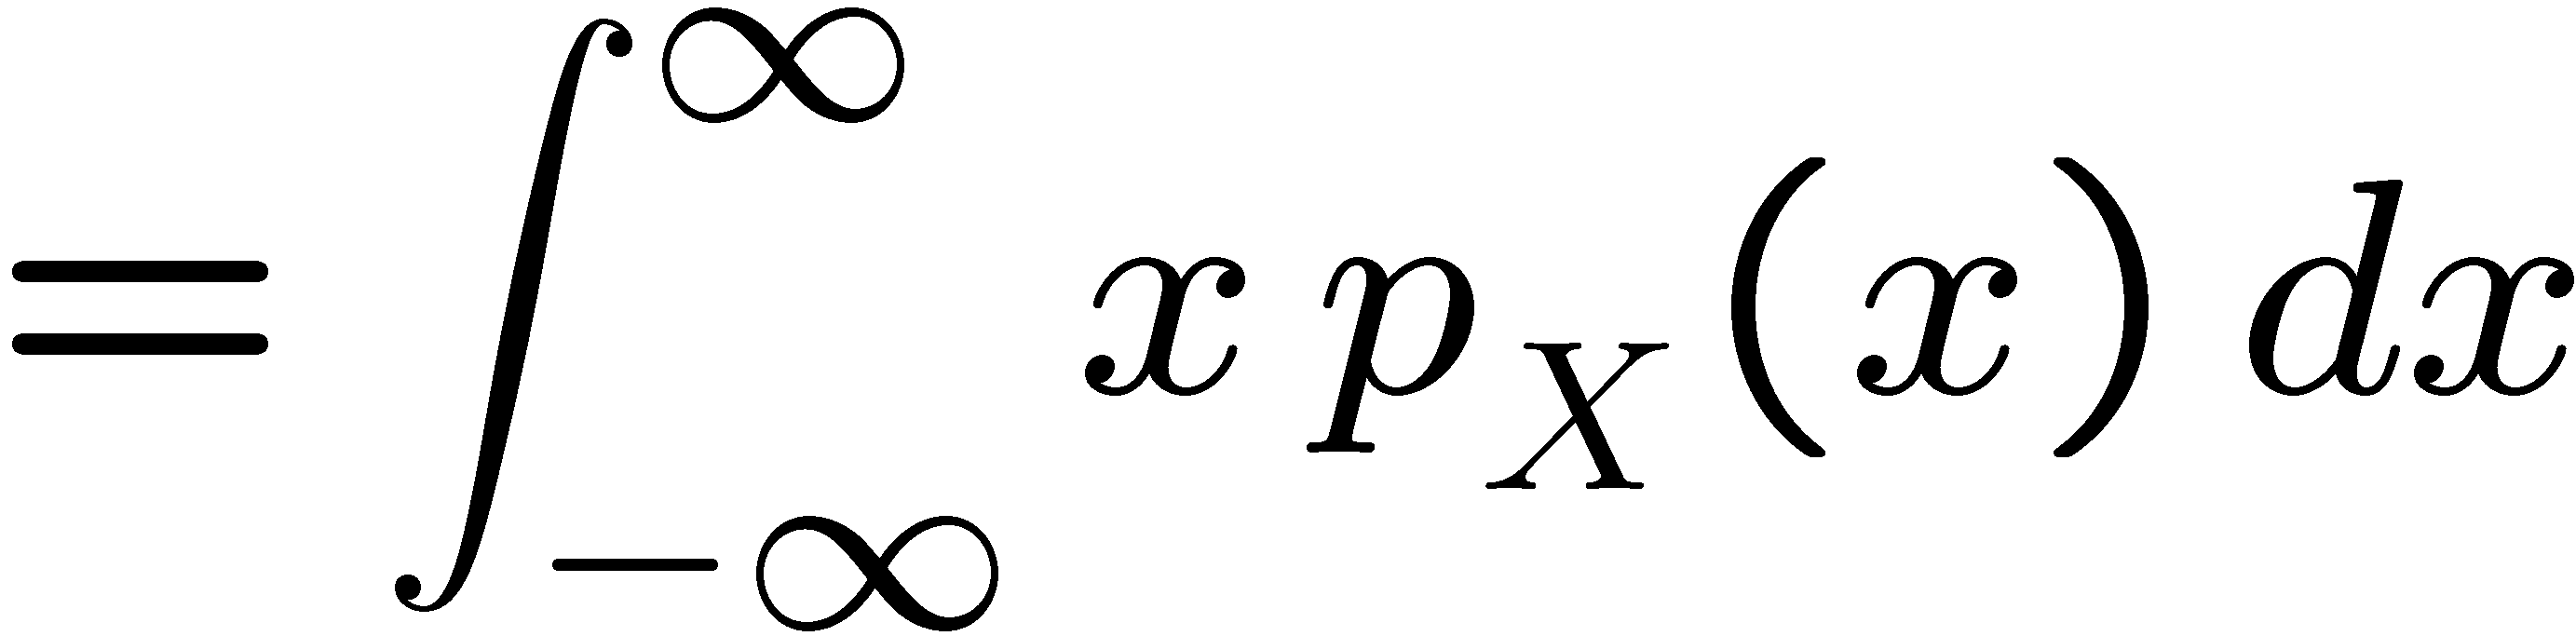 = ∫_{-∞}^{∞} x p_X(x) dx